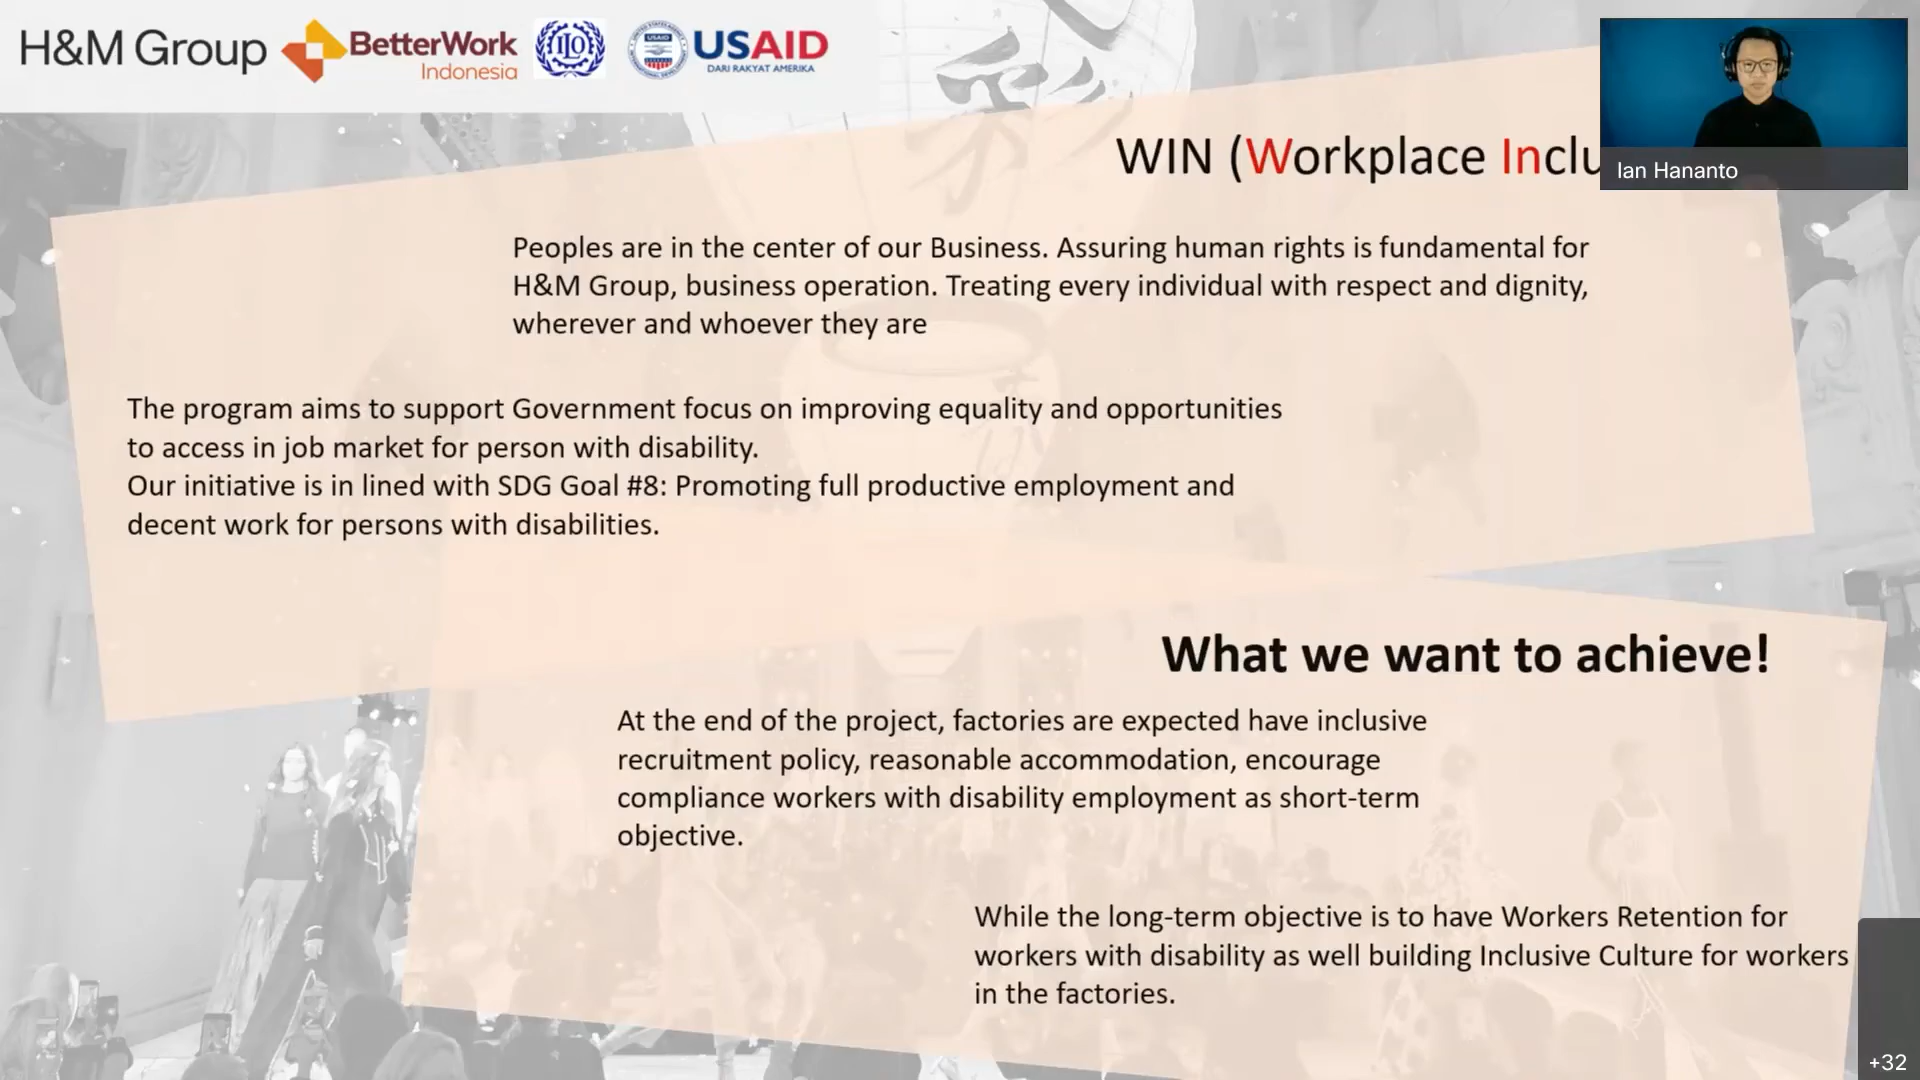 H&M Group
BetterWork
Indonesia
ILO
USAID
USAID
DARI RAKYAT AMERIKA
Ian Hananto
WIN (Workplace Inclu
Peoples are in the center of our Business. Assuring human rights is fundamental for
H&M Group, business operation. Treating every individual with respect and dignity,
wherever and whoever they are
The program aims to support Government focus on improving equality and opportunities
to access in job market for person with disability.
Our initiative is in lined with SDG Goal #8: Promoting full productive employment and
decent work for persons with disabilities.
What we want to achieve!
At the end of the project, factories are expected have inclusive
recruitment policy, reasonable accommodation, encourage
compliance workers with disability employment as short-term
objective.
While the long-term objective is to have Workers Retention for
workers with disability as well building Inclusive Culture for workers
in the factories.
+32